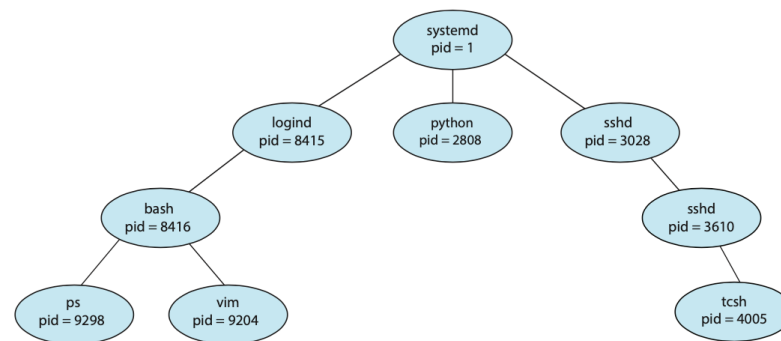 systemd
pid = 1
logind
pid = 8415
python
pid = 2808
sshd
pid = 3028
bash
pid = 8416
sshd
pid = 3610
ps
pid = 9298
vim
pid = 9204
tcsh
pid = 4005